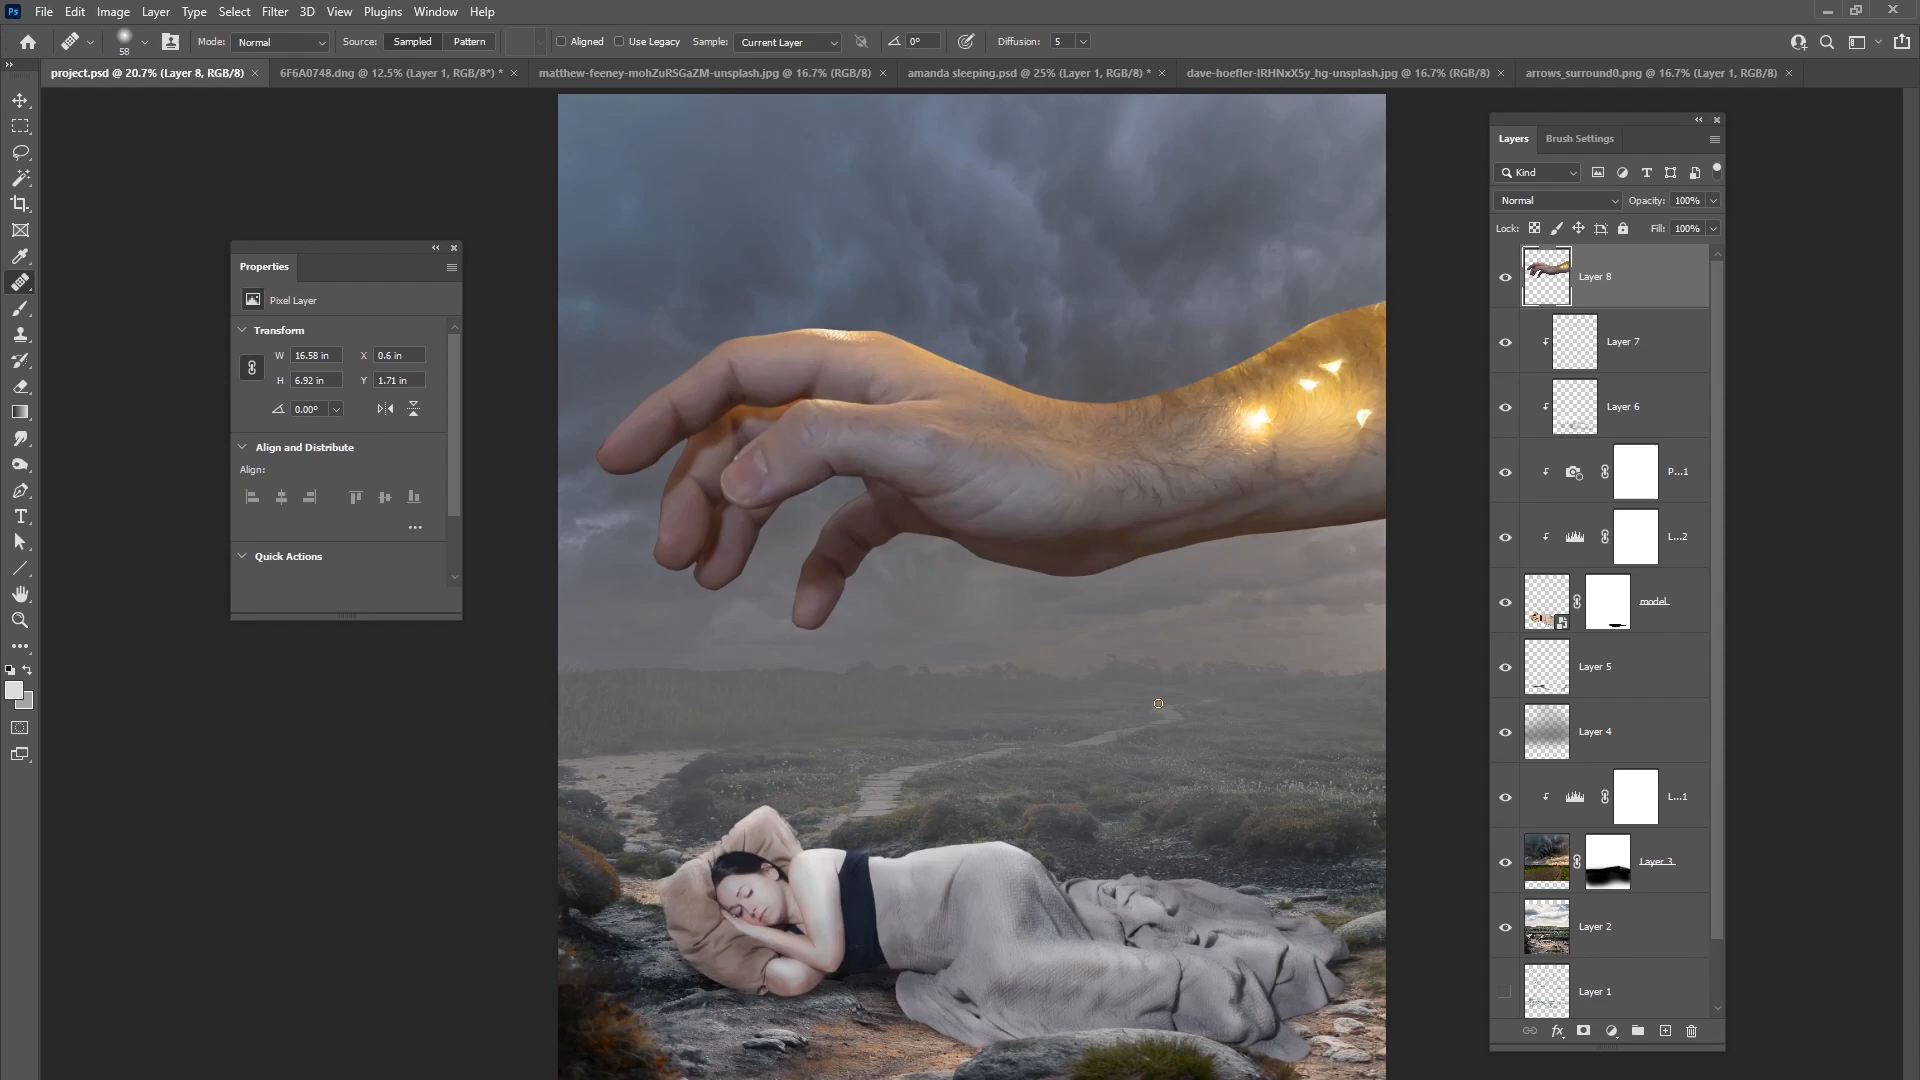 Ps File Edit Image Layer Type Select Filter 3D View Plugins Window Help
58 Mode: Normal Source: Sampled Pattern Aligned Use Legacy Sample: Current Layer 0° Diffusion: 5
project.psd @ 20.7% (Layer 8, RGB/8) 6F6A0748.dng @ 12.5% (Layer 1, RGB/8*) * matthew-feeney-mohZuRSGaZM-unsplash.jpg @ 16.7% (RGB/8) amanda sleeping.psd @ 25% (Layer 1, RGB/8) * dave-hoefler-IRHNxX5y_hg-unsplash.jpg @ 16.7% (RGB/8) arrows_surround0.png @ 16.7% (Layer 1, RGB/8)
Properties
Pixel Layer
Transform
W 16.58 in X 0.6 in
H 6.92 in Y 1.71 in
0.00°
Align and Distribute
Align:
Quick Actions
Layers Brush Settings
Kind
Normal Opacity: 100%
Lock: Fill: 100%
Layer 8
Layer 7
Layer 6
P...1
L...2
model
Layer 5
Layer 4
L...1
Layer 3
Layer 2
Layer 1
fx